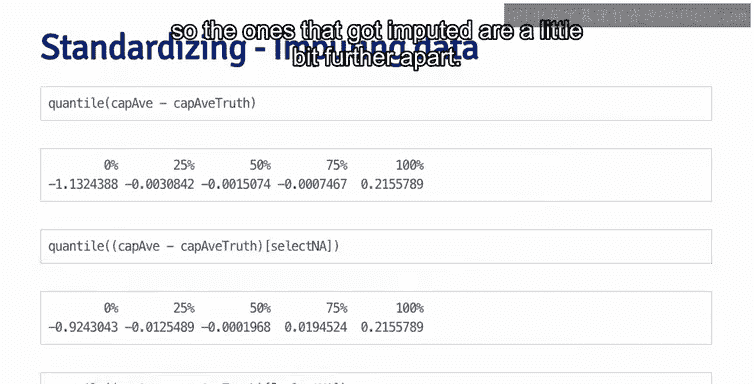 so the ones that got imputed are a little
Standardizing - Imputing data
bit further apart.
quantile(capAve - capAveTruth)
0% 25% 50% 75% 100%
-1.1324388 -0.0030842 -0.0015074 -0.0007467 0.2155789
quantile((capAve - capAveTruth)[selectNA])
0% 25% 50% 75% 100%
-0.9243043 -0.0125489 -0.0001968 0.0194524 0.2155789